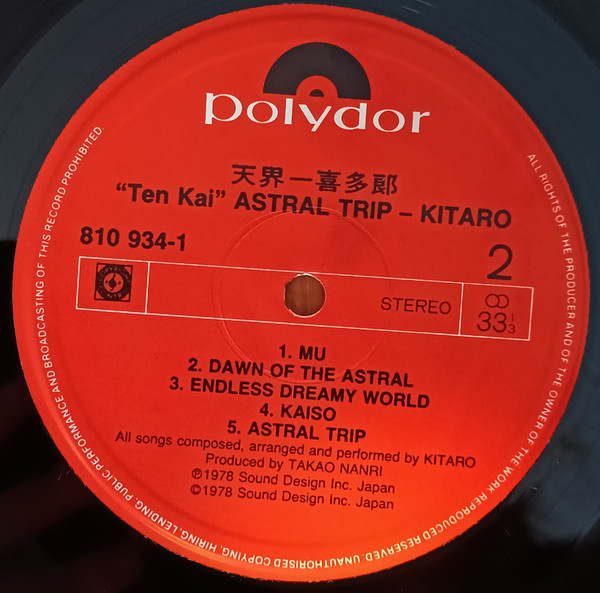 polydor
天界一喜多郎
"Ten Kai" ASTRAL TRIP – KITARO
810 934-1
2
STEREO
33 1/3
1. MU
2. DAWN OF THE ASTRAL
3. ENDLESS DREAMY WORLD
4. KAISO
5. ASTRAL TRIP
All songs composed, arranged and performed by KITARO
Produced by TAKAO NANRI
℗1978 Sound Design Inc. Japan
©1978 Sound Design Inc. Japan
ALL RIGHTS OF THE PRODUCER AND OF THE OWNER OF THE WORK REPRODUCED RESERVED. UNAUTHORISED COPYING, HIRING, LENDING, PUBLIC PERFORMANCE AND BROADCASTING OF THIS RECORD PROHIBITED.